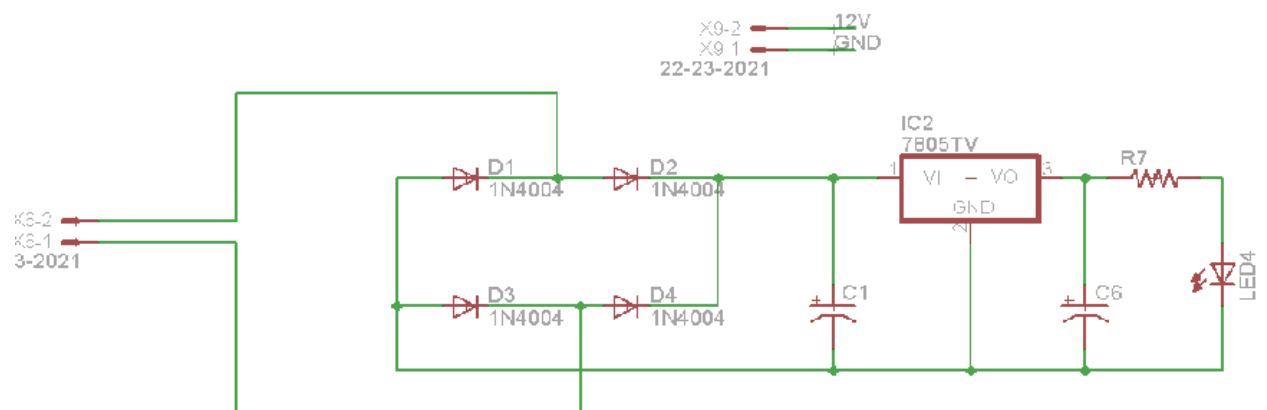 X9-2
12V
X9-1
GND
22-23-2021
IC2
7805TV
D1
1N4004
D2
1N4004
1
VI
VO
3
GND
2
R7
X6-2
X6-1
3-2021
D3
1N4004
D4
1N4004
C1
C6
LED4